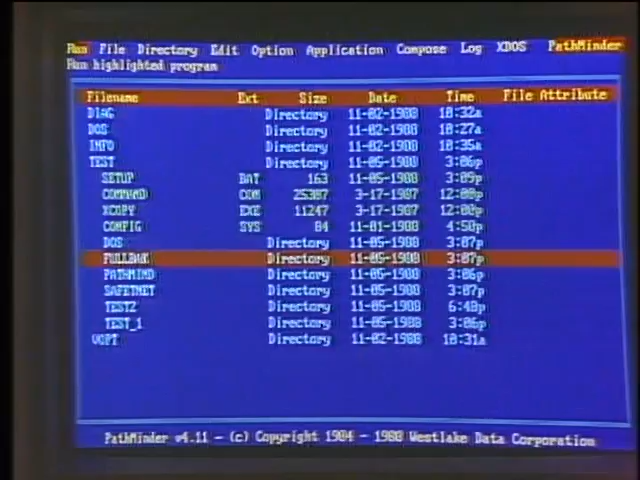 Run File Directory Edit Option Application Compose Log XDOS PathMinder
Run highlighted program
Filename Ext Size Date Time File Attribute
DIAG Directory 11-02-1988 10:32a
DOS Directory 11-02-1988 10:27a
INFO Directory 11-02-1988 10:35a
TEST Directory 11-05-1988 3:06p
SETUP BAT 163 11-05-1988 3:09p
COMMAND COM 25307 3-17-1987 12:00p
XCOPY EXE 11247 3-17-1987 12:00p
CONFIG SYS 84 11-01-1988 4:50p
DOS Directory 11-05-1988 3:07p
Directory 11-05-1988 3:07p
PATHMIND Directory 11-05-1988 3:06p
SAFETNET Directory 11-05-1988 3:07p
TEST2 Directory 11-05-1988 6:48p
TEST_1 Directory 11-05-1988 3:06p
VOPT Directory 11-02-1988 10:31a
PathMinder v4.11 - (c) Copyright 1984 - 1988 Westlake Data Corporation